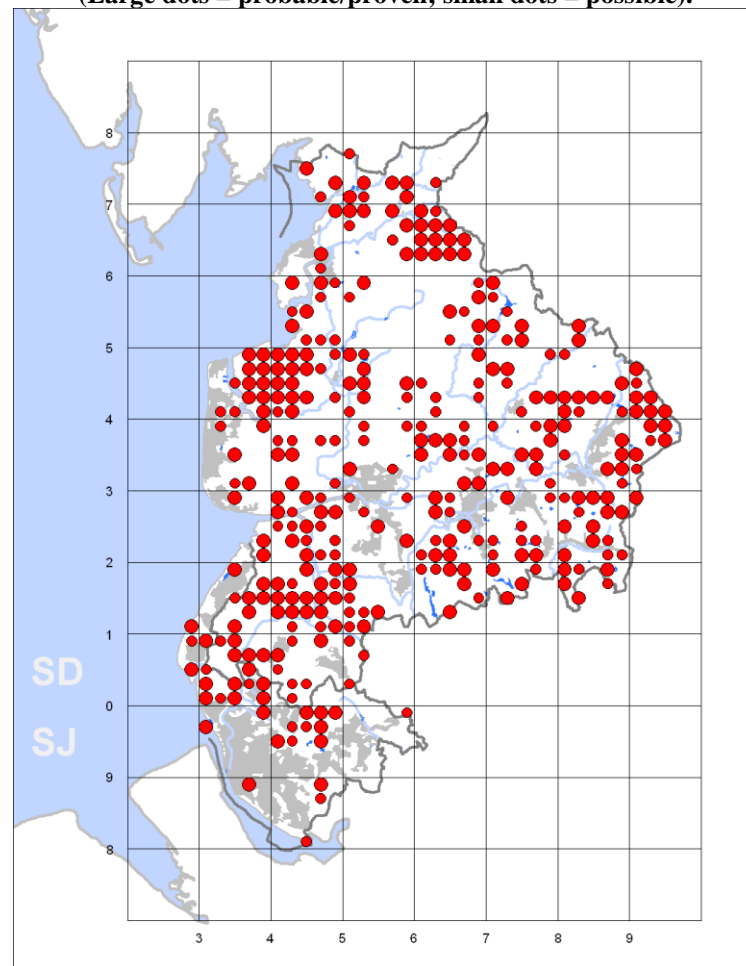 (Large dots = probable/proven; small dots = possible).
8
7
6
5
4
3
2
1
SD
0
SJ
9
8
3 4 5 6 7 8 9